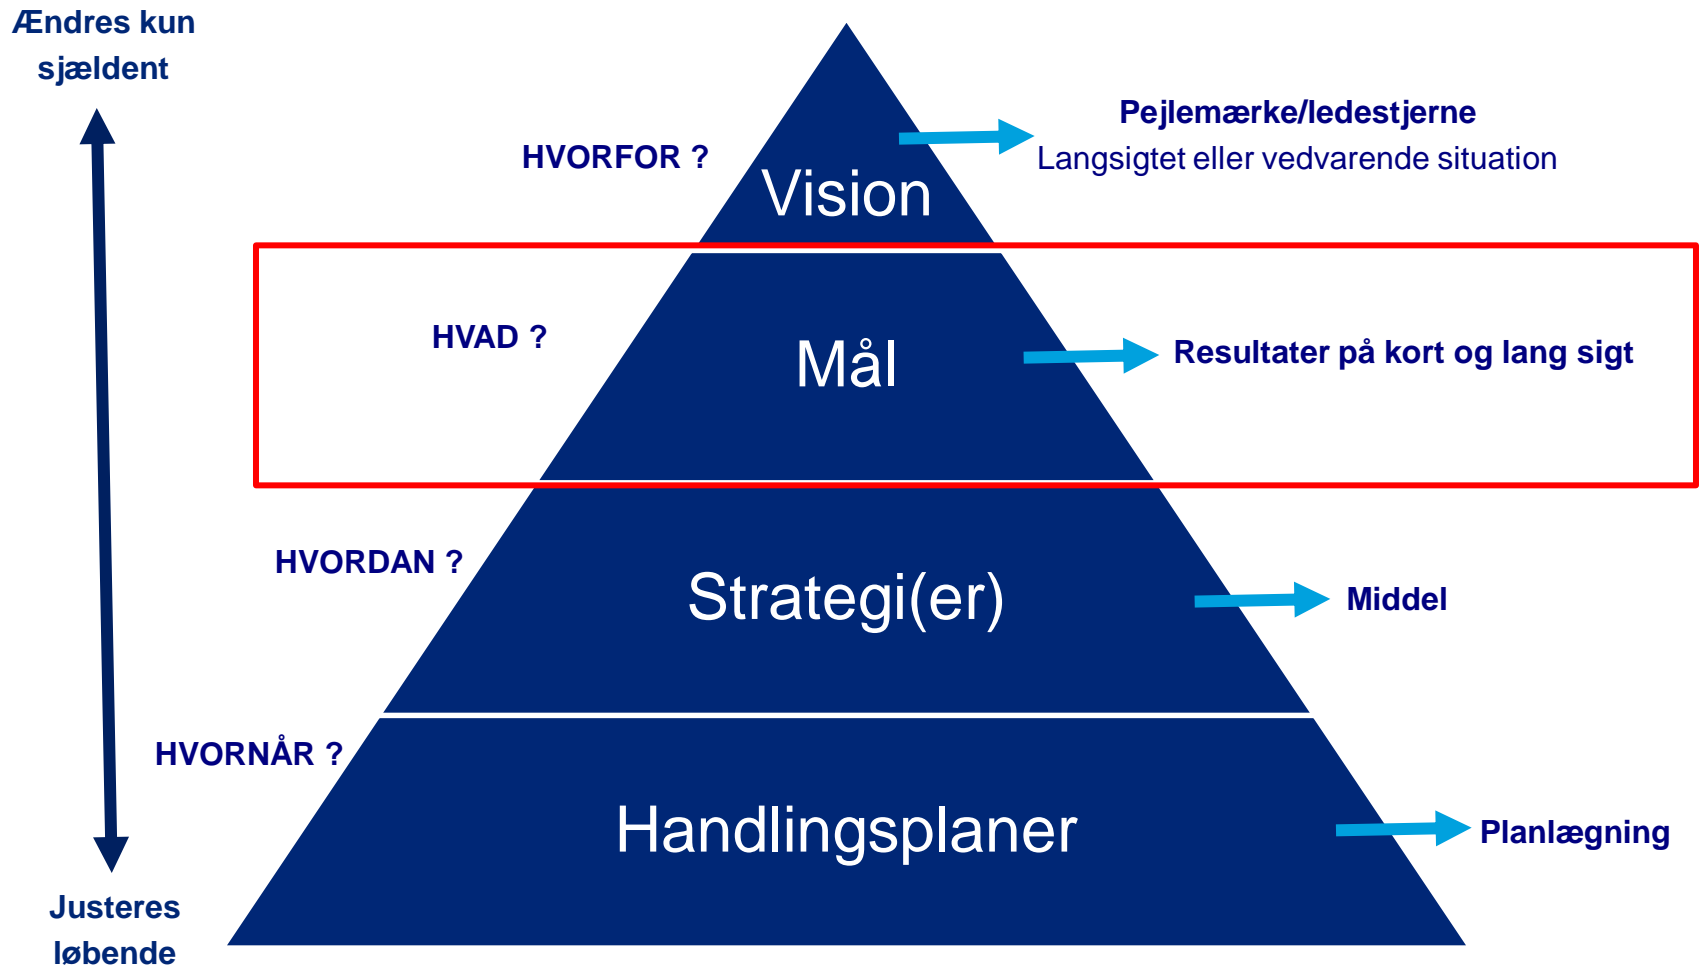 Ændres kun
sjældent
Pejlemærke/ledestjerne
HVORFOR ?
Langsigtet eller vedvarende situation
Vision
HVAD ?
Mål
Resultater på kort og lang sigt
HVORDAN ?
Strategi(er)
Middel
HVORNÅR ?
Handlingsplaner
Planlægning
Justeres
løbende